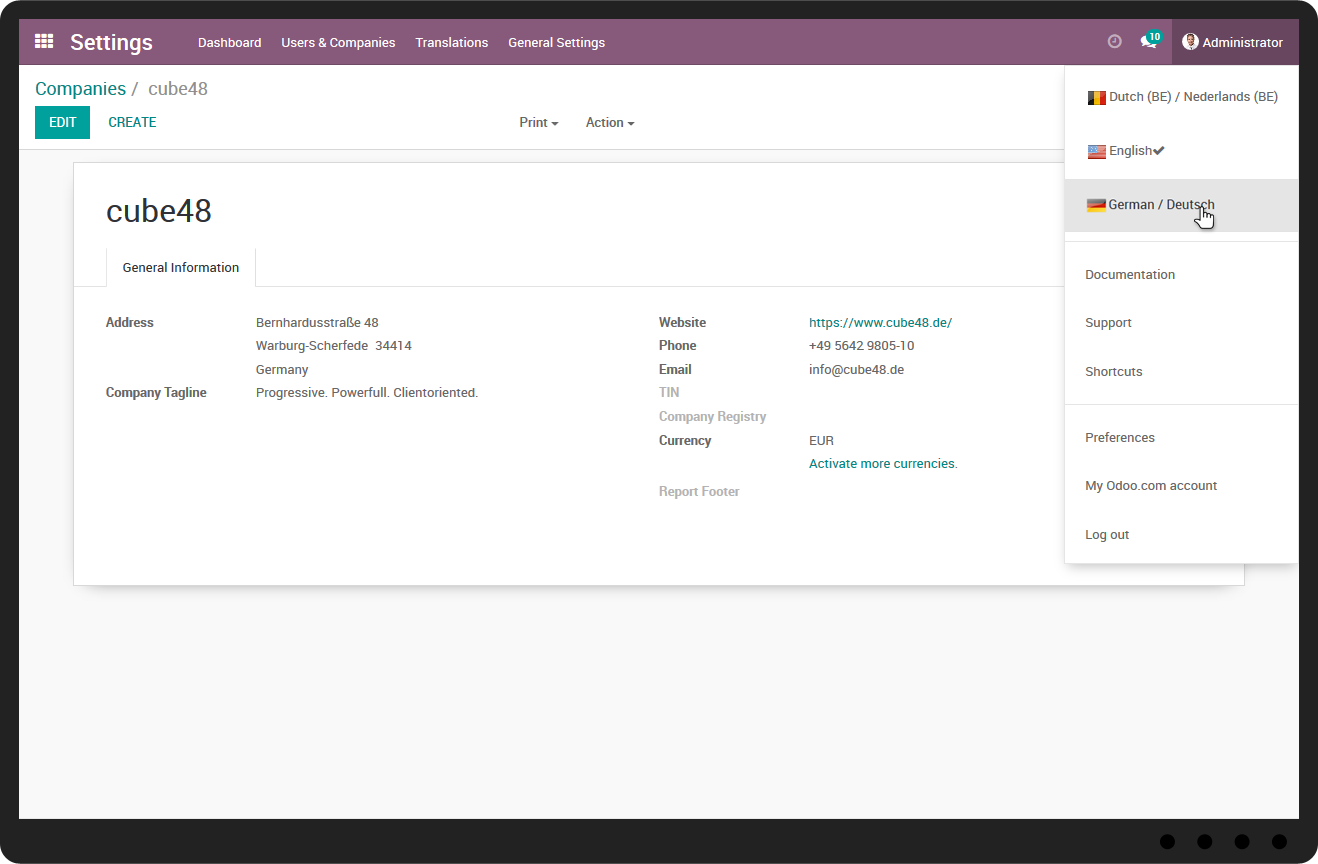 Settings Dashboard Users & Companies Translations General Settings 10 Administrator
Companies / cube48
EDIT CREATE Print Action
cube48
General Information
Address Bernhardusstraße 48
Warburg-Scherfede 34414
Germany
Company Tagline Progressive. Powerfull. Clientoriented.
Website https://www.cube48.de/
Phone +49 5642 9805-10
Email info@cube48.de
TIN
Company Registry
Currency EUR
Activate more currencies.
Report Footer
Dutch (BE) / Nederlands (BE)
English
German / Deutsch
Documentation
Support
Shortcuts
Preferences
My Odoo.com account
Log out